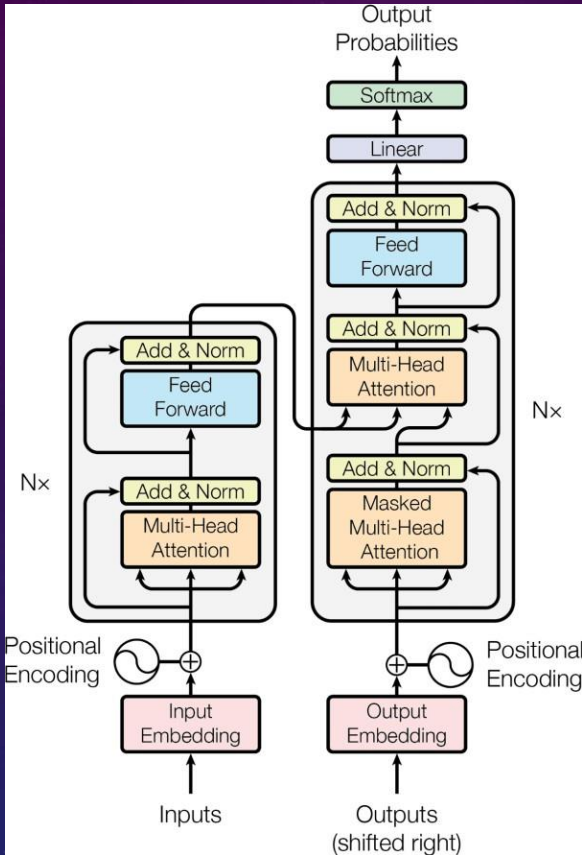 Output
Probabilities
Softmax
Linear
Add & Norm
Feed
Forward
Add & Norm
Multi-Head
Attention
Add & Norm
Masked
Multi-Head
Attention
N×
Add & Norm
Feed
Forward
N×
Add & Norm
Multi-Head
Attention
Positional
Encoding
Positional
Encoding
Input
Embedding
Output
Embedding
Inputs
Outputs
(shifted right)